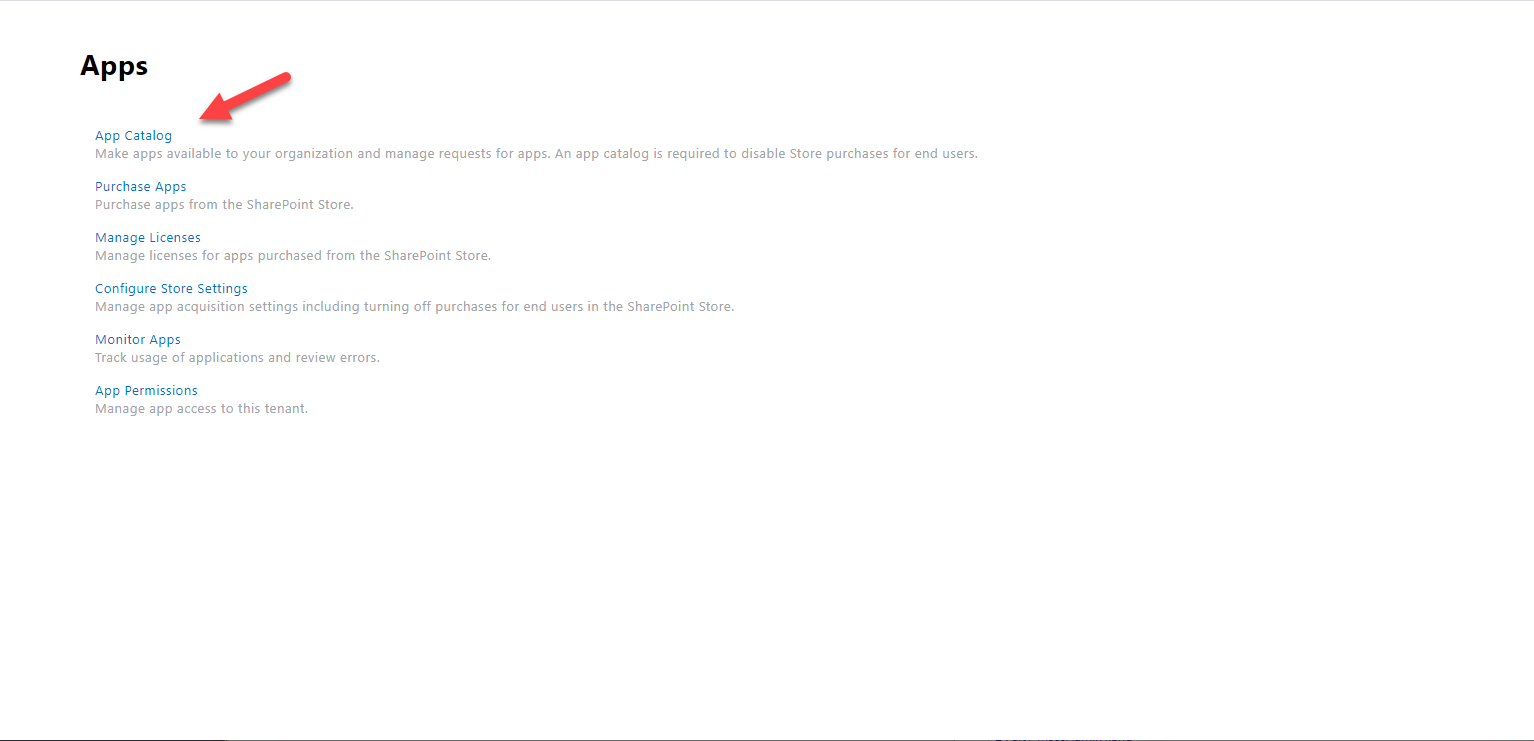 Apps
App Catalog
Make apps available to your organization and manage requests for apps. An app catalog is required to disable Store purchases for end users.
Purchase Apps
Purchase apps from the SharePoint Store.
Manage Licenses
Manage licenses for apps purchased from the SharePoint Store.
Configure Store Settings
Manage app acquisition settings including turning off purchases for end users in the SharePoint Store.
Monitor Apps
Track usage of applications and review errors.
App Permissions
Manage app access to this tenant.